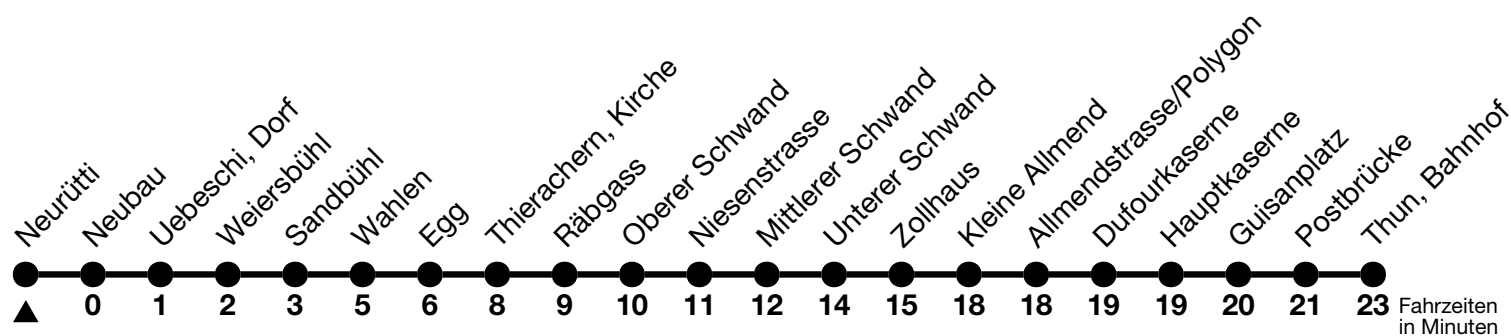 Neurütti
Neubau
Uebeschi, Dorf
Weiersbühl
Sandbühl
Wahlen
Egg
Thierachern, Kirche
Räbgass
Oberer Schwand
Niesenstrasse
Mittlerer Schwand
Unterer Schwand
Zollhaus
Kleine Allmend
Allmendstrasse/Polygon
Dufourkaserne
Hauptkaserne
Guisanplatz
Postbrücke
Thun, Bahnhof
0 1 2 3 5 6 8 9 10 11 12 14 15 18 18 19 19 20 21 23 Fahrzeiten
in Minuten